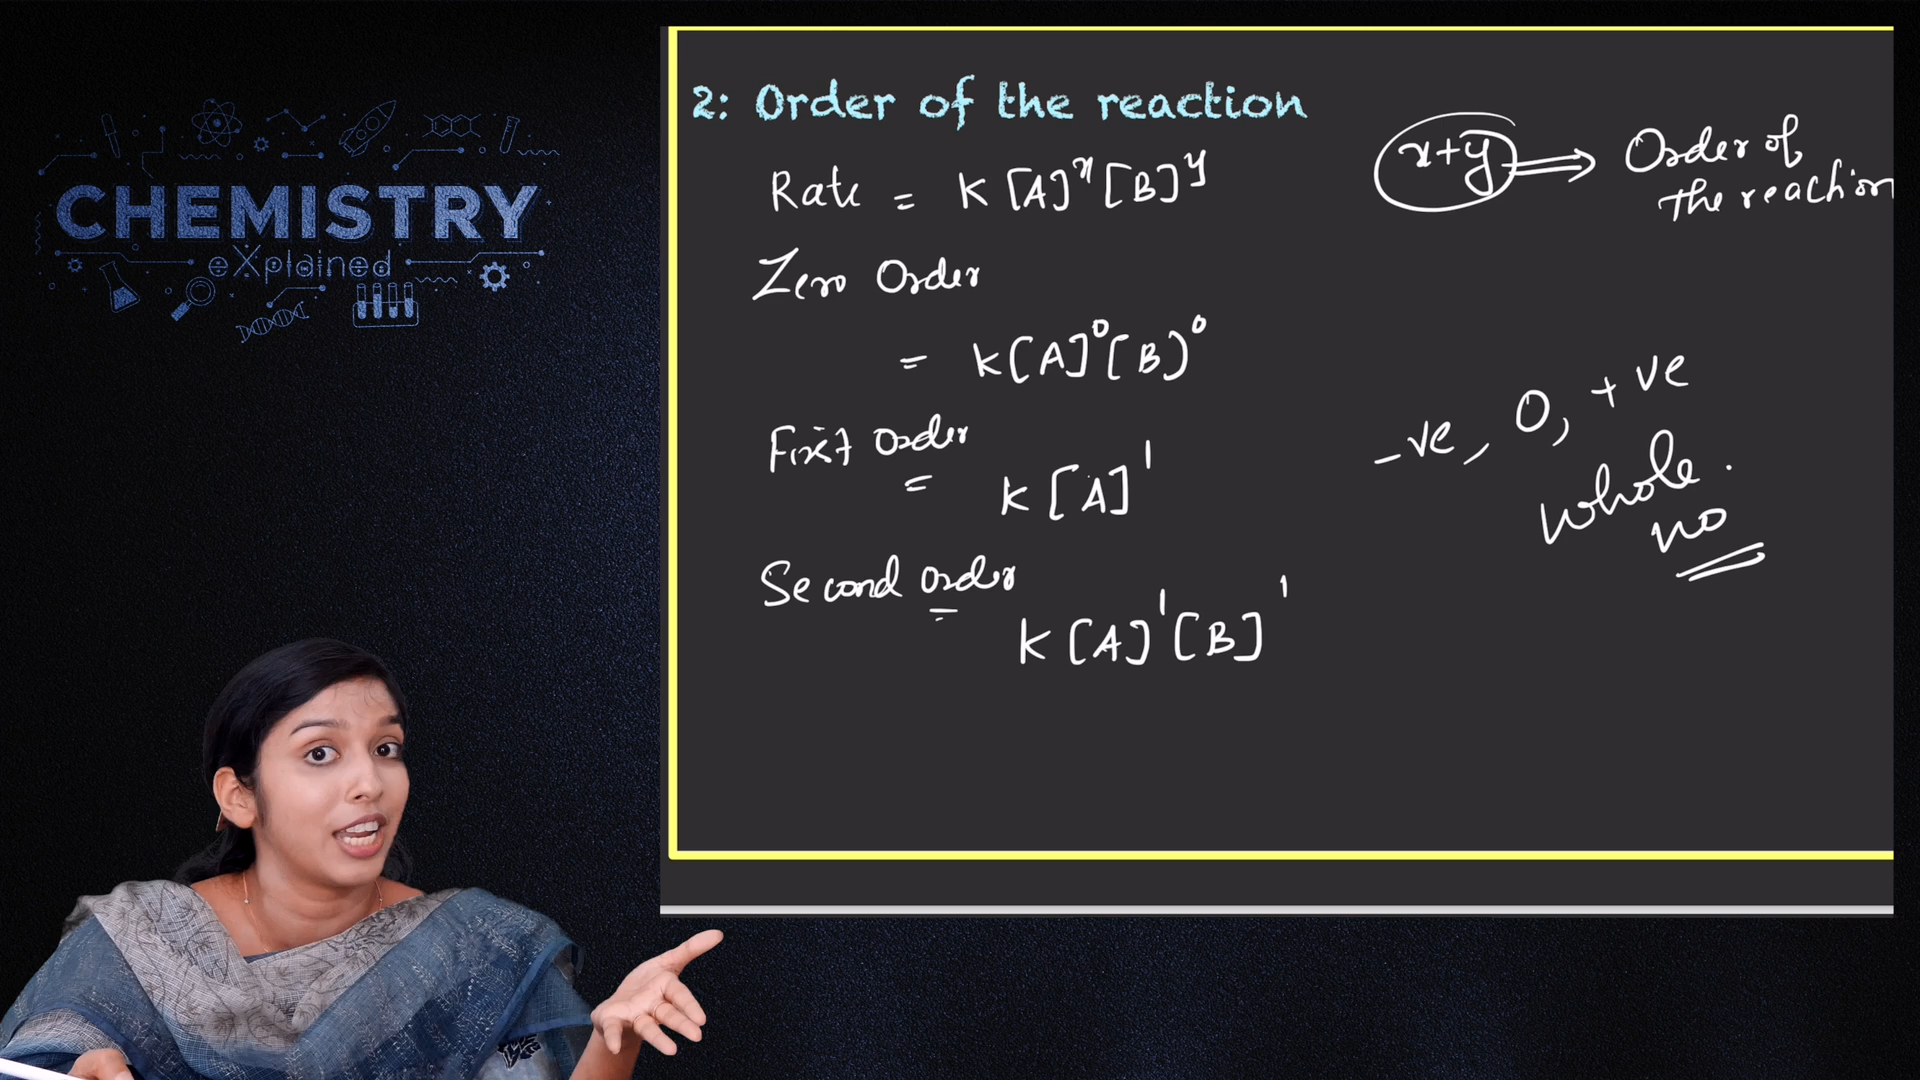 CHEMISTRY
eXplained
2: Order of the reaction
Rate = K[A]^x[B]^y
x+y ⟹ Order of
the reaction
Zero Order
= K[A]^0[B)^0
-ve, 0, +ve
whole.
no
First Order
= K[A]^1
Second Order
= K[A]^1[B]^1